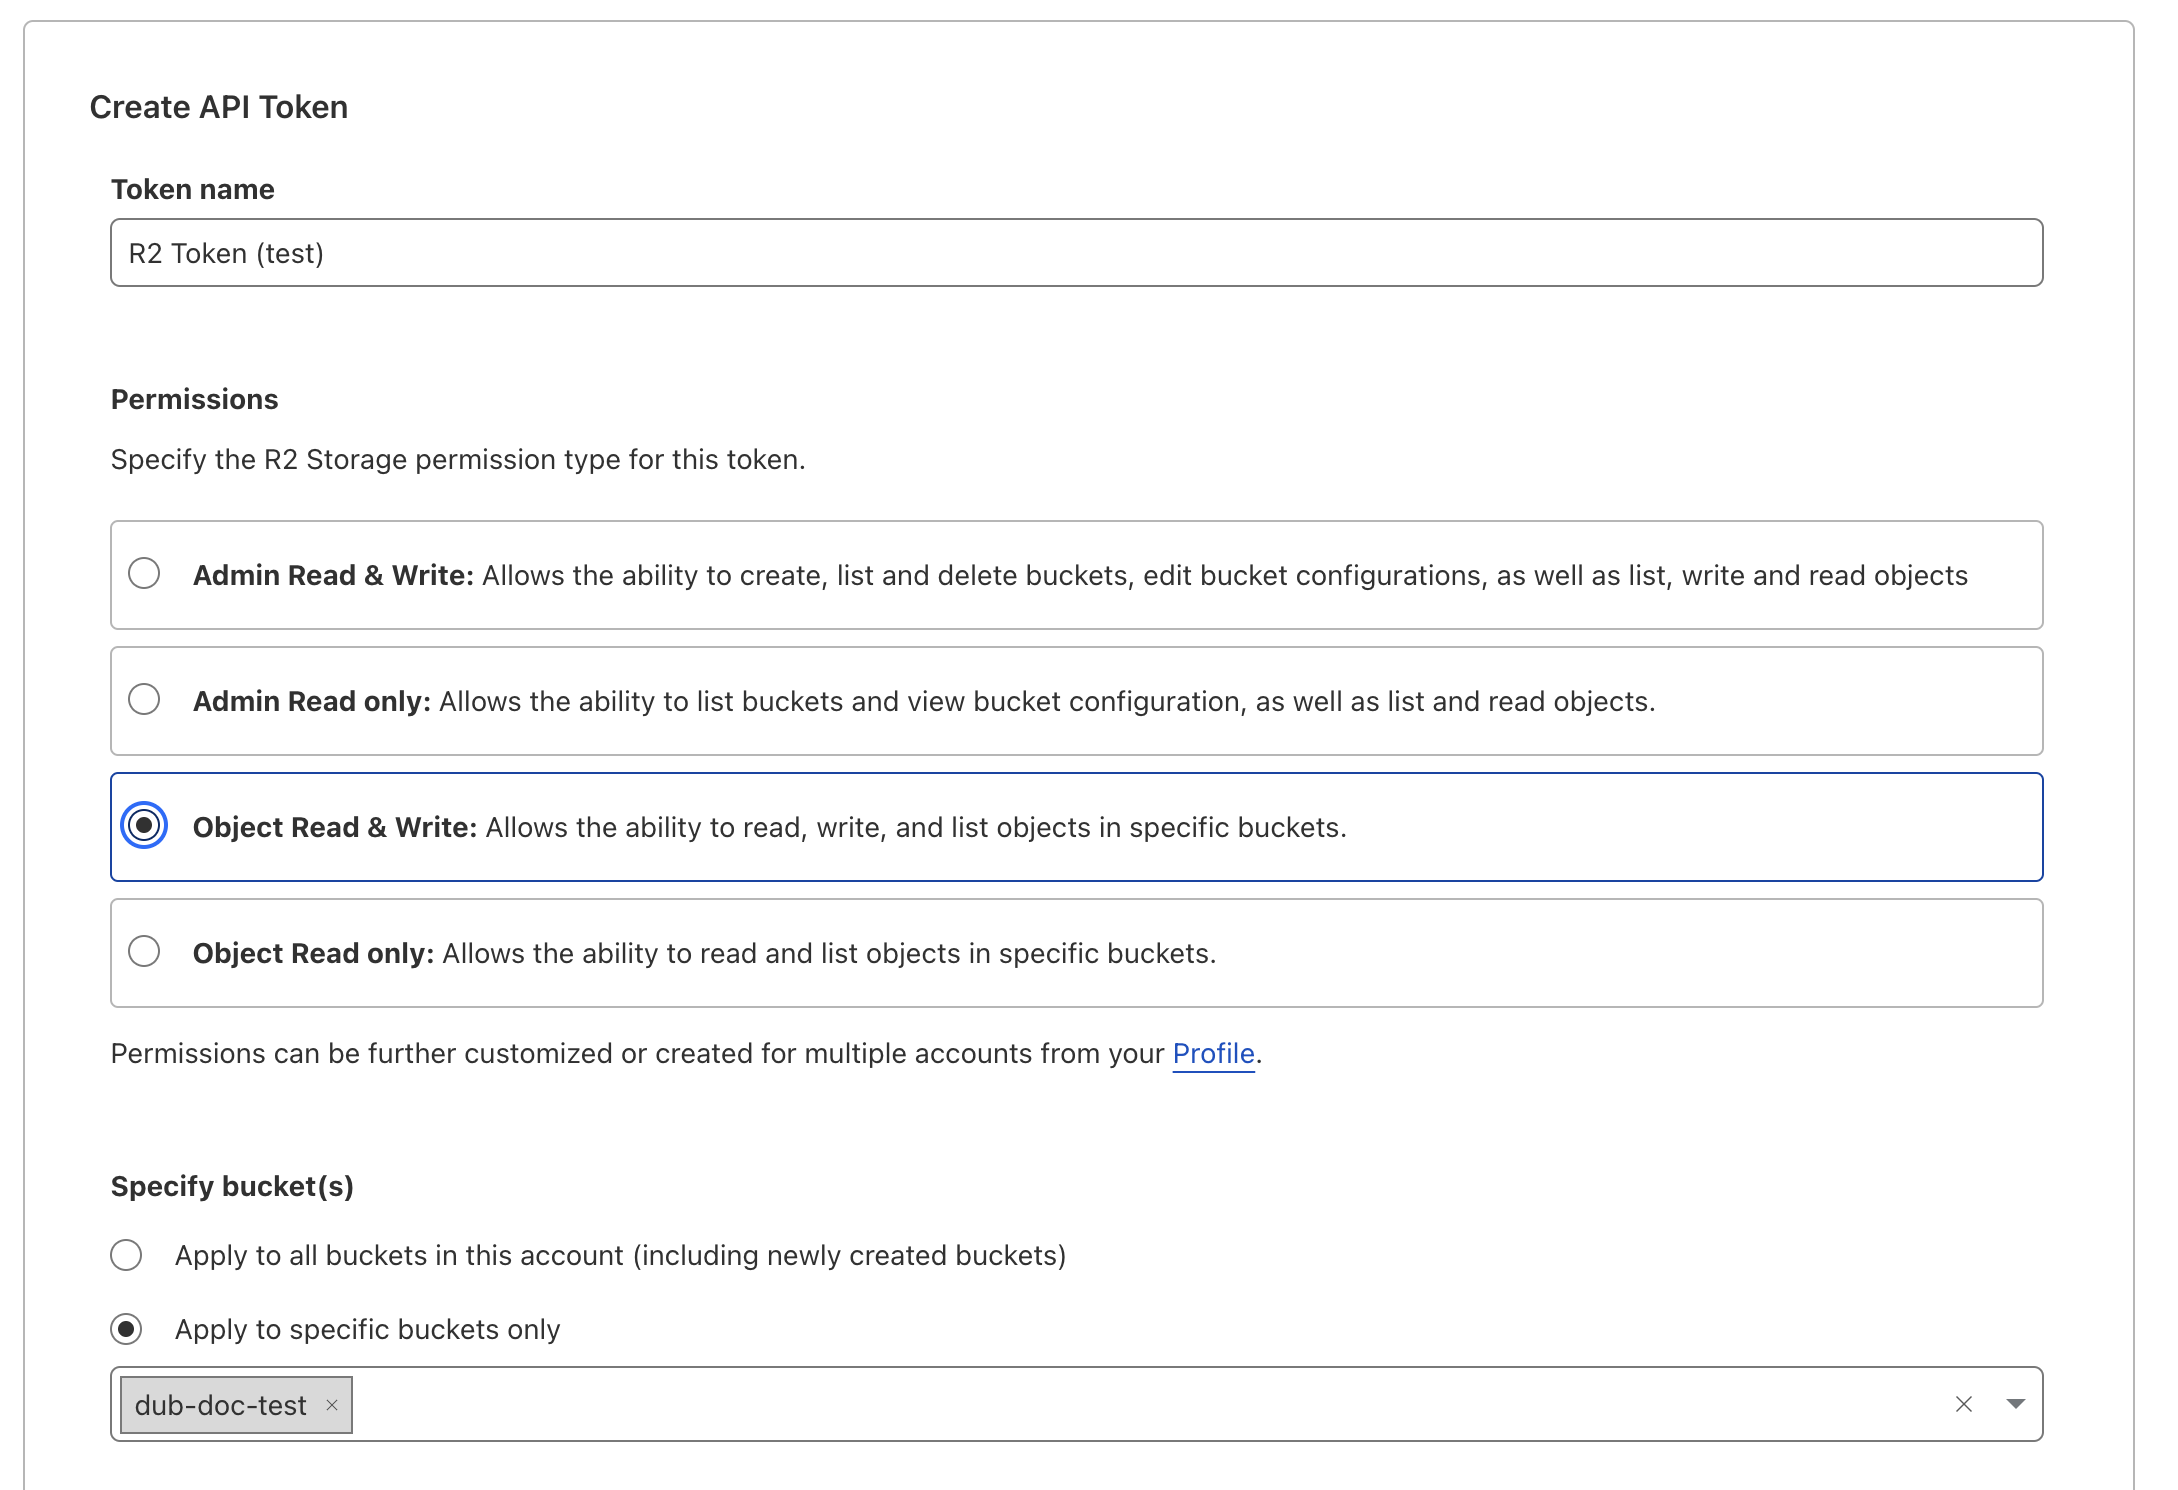 Create API Token
Token name
R2 Token (test)
Permissions
Specify the R2 Storage permission type for this token.
Admin Read & Write: Allows the ability to create, list and delete buckets, edit bucket configurations, as well as list, write and read objects
Admin Read only: Allows the ability to list buckets and view bucket configuration, as well as list and read objects.
Object Read & Write: Allows the ability to read, write, and list objects in specific buckets.
Object Read only: Allows the ability to read and list objects in specific buckets.
Permissions can be further customized or created for multiple accounts from your Profile.
Specify bucket(s)
Apply to all buckets in this account (including newly created buckets)
Apply to specific buckets only
dub-doc-test